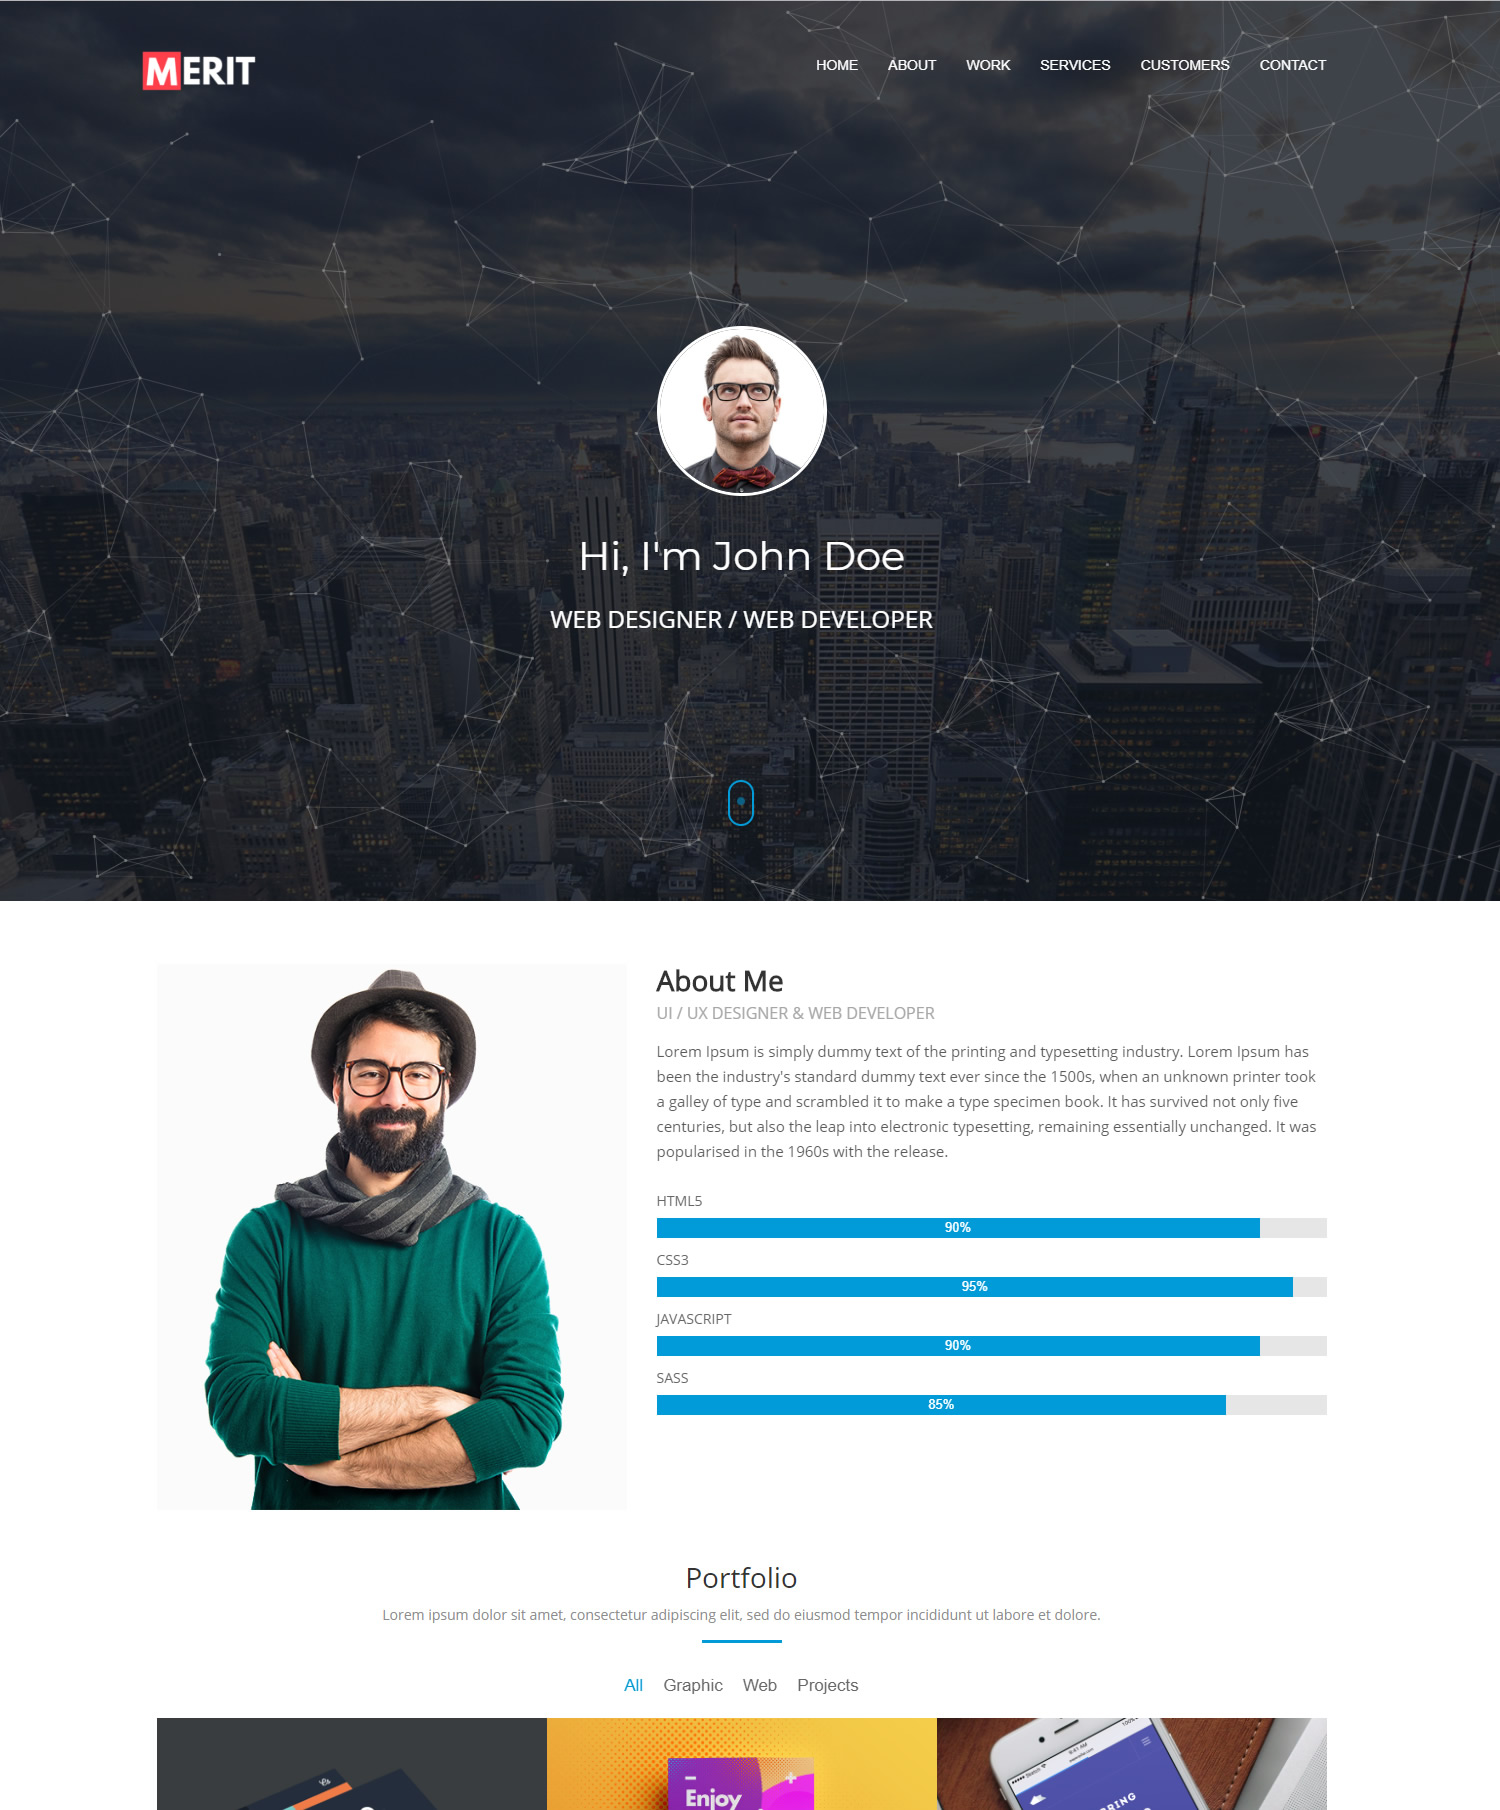 MERIT
HOME ABOUT WORK SERVICES CUSTOMERS CONTACT
Hi, I'm John Doe
WEB DESIGNER / WEB DEVELOPER
About Me
UI / UX DESIGNER & WEB DEVELOPER
Lorem Ipsum is simply dummy text of the printing and typesetting industry. Lorem Ipsum has
been the industry's standard dummy text ever since the 1500s, when an unknown printer took
a galley of type and scrambled it to make a type specimen book. It has survived not only five
centuries, but also the leap into electronic typesetting, remaining essentially unchanged. It was
popularised in the 1960s with the release.
HTML5
90%
CSS3
95%
JAVASCRIPT
90%
SASS
85%
Portfolio
Lorem ipsum dolor sit amet, consectetur adipiscing elit, sed do eiusmod tempor incididunt ut labore et dolore.
All Graphic Web Projects
Enjoy
9:41 AM